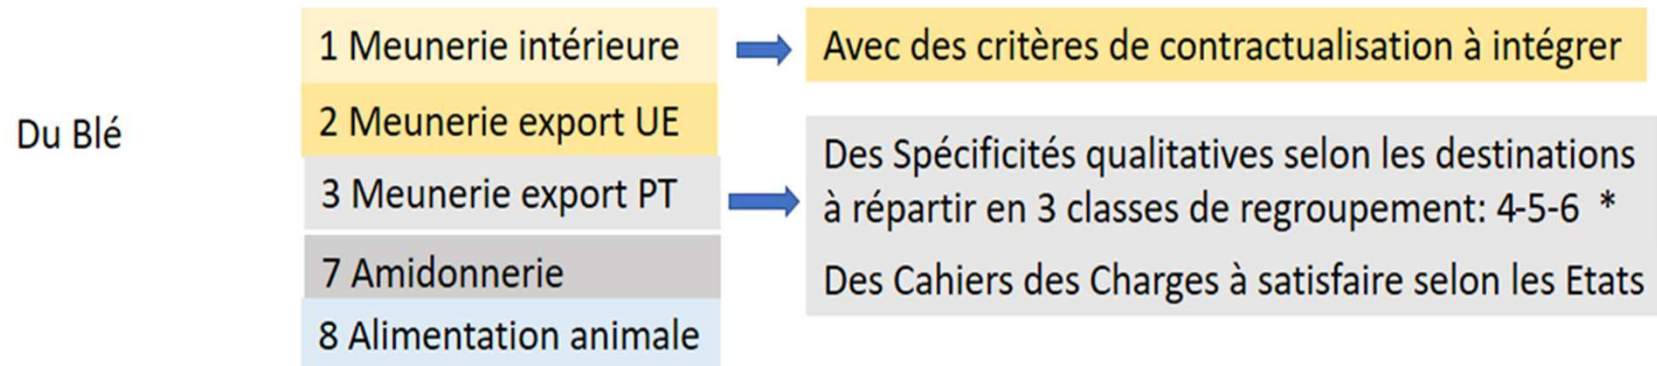 Du Blé
1 Meunerie intérieure
2 Meunerie export UE
3 Meunerie export PT
7 Amidonnerie
8 Alimentation animale
Avec des critères de contractualisation à intégrer
Des Spécificités qualitatives selon les destinations
à répartir en 3 classes de regroupement: 4-5-6 *
Des Cahiers des Charges à satisfaire selon les Etats